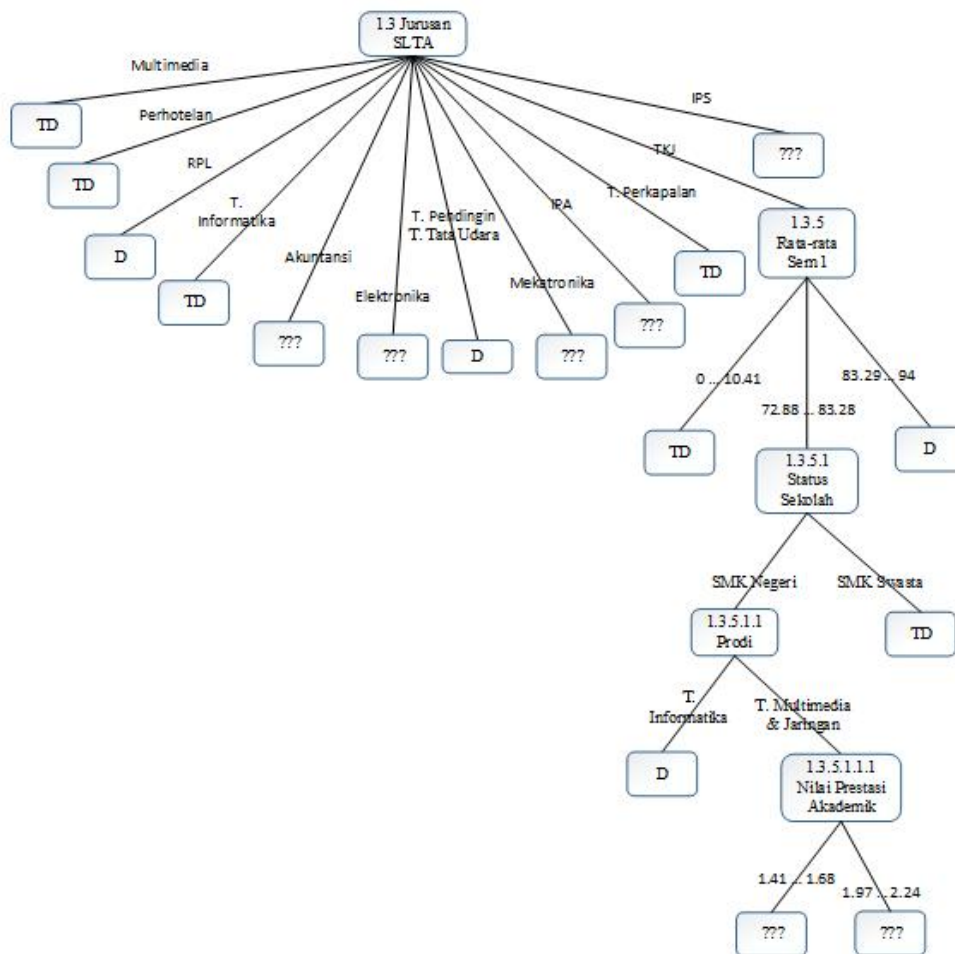 1.3 Jurusan
SLTA
Multimedia
IPS
TD
Perhotelan
???
TKJ
RPL
TD
T. Perkapalan
IPA
T.
Informatika
T. Pendingin
T. Tata Udara
1.3.5
Rata-rata
Sem 1
D
Akuntansi
TD
Mekatronika
TD
Elektronika
???
???
???
D
???
0 ... 10.41
83.29 ... 94
72.88 ... 83.28
TD
D
1.3.5.1
Status
Sekolah
SMK Negeri
SMK Swasta
1.3.5.1.1
Prodi
TD
T.
Informatika
T. Multimedia
& Jaringan
D
1.3.5.1.1.1
Nilai Prestasi
Akademik
1.41 ... 1.68
1.97 ... 2.24
???
???